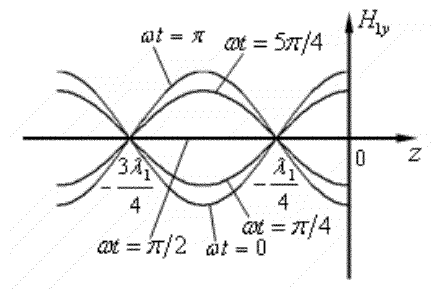 H₁y
ωt = π
ωt = 5π/4
0
z
-3λ₁/4
-λ₁/4
ωt = π/4
ωt = π/2
ωt = 0